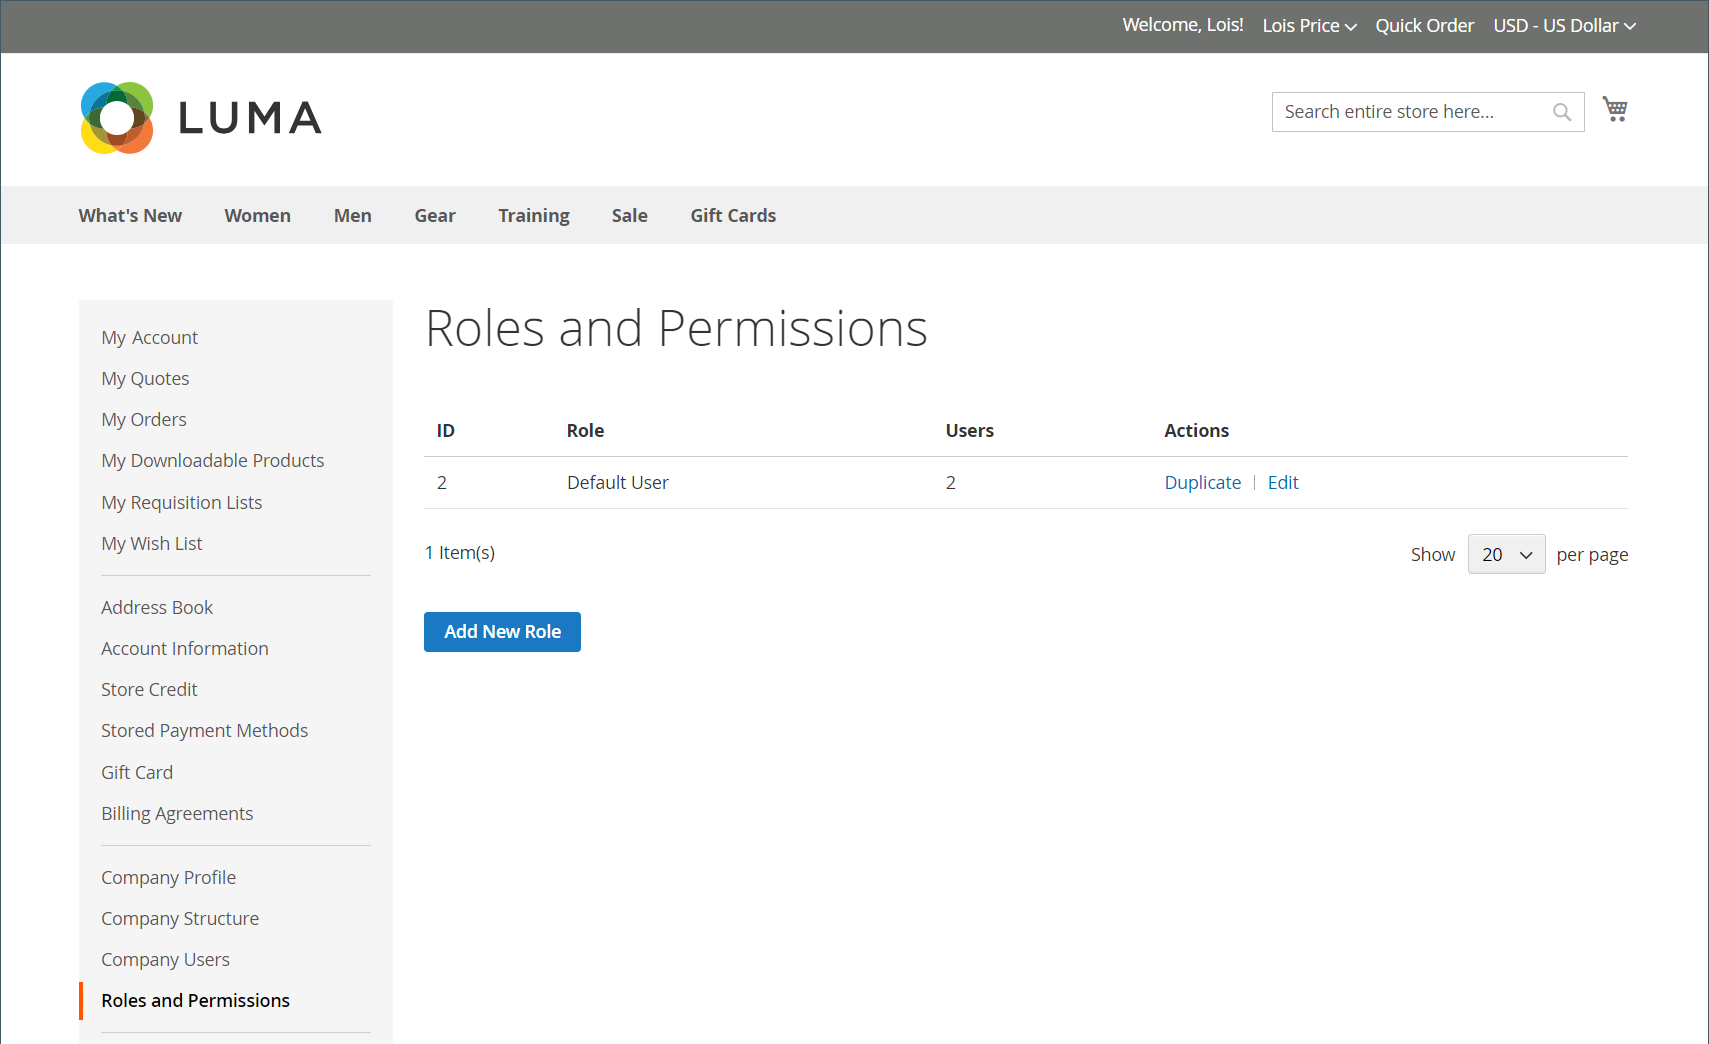 Welcome, Lois! Lois Price Quick Order USD - US Dollar
LUMA
Search entire store here...
What's New Women Men Gear Training Sale Gift Cards
My Account
My Quotes
My Orders
My Downloadable Products
My Requisition Lists
My Wish List
Address Book
Account Information
Store Credit
Stored Payment Methods
Gift Card
Billing Agreements
Company Profile
Company Structure
Company Users
Roles and Permissions
Roles and Permissions
ID Role Users Actions
2 Default User 2 Duplicate | Edit
1 Item(s)
Show 20 per page
Add New Role